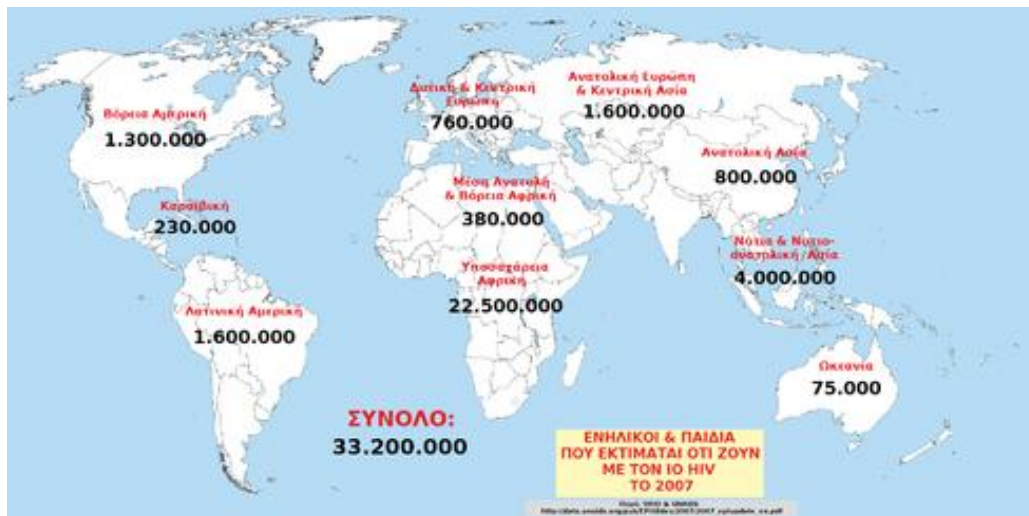 Βόρεια Αμερική
1.300.000
Δυτική & Κεντρική
Ευρώπη
760.000
Ανατολική Ευρώπη
& Κεντρική Ασία
1.600.000
Ανατολική Ασία
800.000
Καραϊβική
230.000
Μέση Ανατολή
& Βόρεια Αφρική
380.000
Νότια & Νοτιο-
ανατολική Ασία
4.000.000
Υποσαχάρεια
Αφρική
22.500.000
Λατινική Αμερική
1.600.000
Ωκεανία
75.000
ΣΥΝΟΛΟ:
33.200.000
ΕΝΗΛΙΚΟΙ & ΠΑΙΔΙΑ
ΠΟΥ ΕΚΤΙΜΑΤΑΙ ΟΤΙ ΖΟΥΝ
ΜΕ ΤΟΝ ΙΟ HIV
ΤΟ 2007